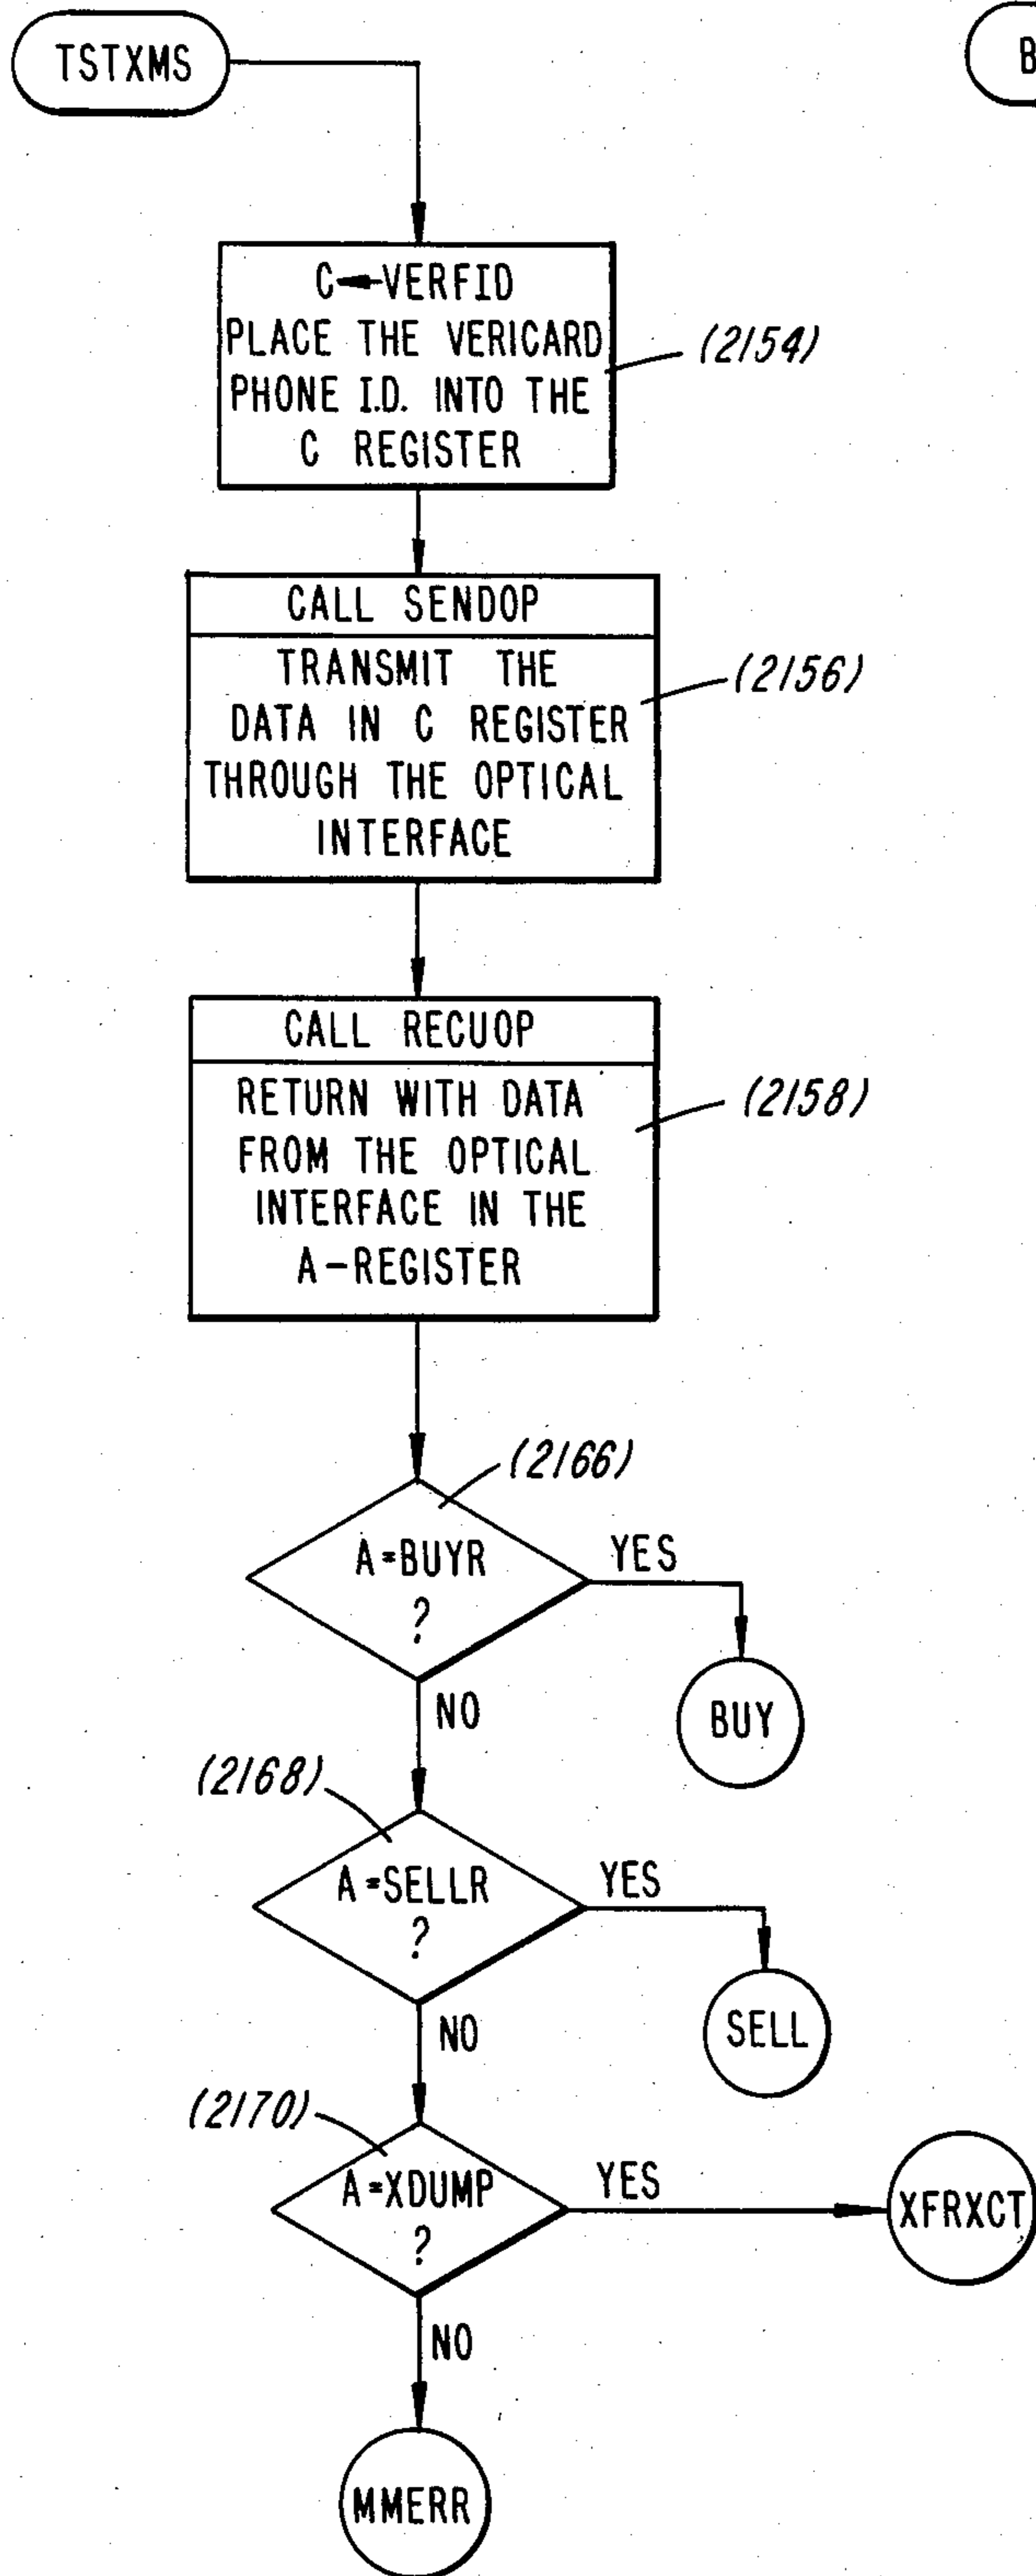 TSTXMS
B
C←VERFID
PLACE THE VERICARD
PHONE I.D. INTO THE
C REGISTER
(2154)
CALL SENDOP
TRANSMIT THE
DATA IN C REGISTER
THROUGH THE OPTICAL
INTERFACE
(2156)
CALL RECUOP
RETURN WITH DATA
FROM THE OPTICAL
INTERFACE IN THE
A-REGISTER
(2158)
(2166)
A=BUYR
?
YES
BUY
NO
(2168)
A=SELLR
?
YES
SELL
NO
(2170)
A=XDUMP
?
YES
XFRXCT
NO
MMERR